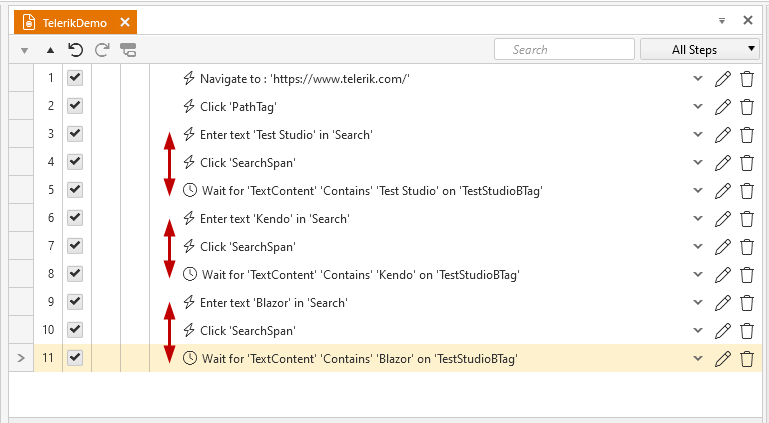 TelerikDemo
Search
All Steps
1 Navigate to : 'https://www.telerik.com/'
2 Click 'PathTag'
3 Enter text 'Test Studio' in 'Search'
4 Click 'SearchSpan'
5 Wait for 'TextContent' 'Contains' 'Test Studio' on 'TestStudioBTag'
6 Enter text 'Kendo' in 'Search'
7 Click 'SearchSpan'
8 Wait for 'TextContent' 'Contains' 'Kendo' on 'TestStudioBTag'
9 Enter text 'Blazor' in 'Search'
10 Click 'SearchSpan'
11 Wait for 'TextContent' 'Contains' 'Blazor' on 'TestStudioBTag'